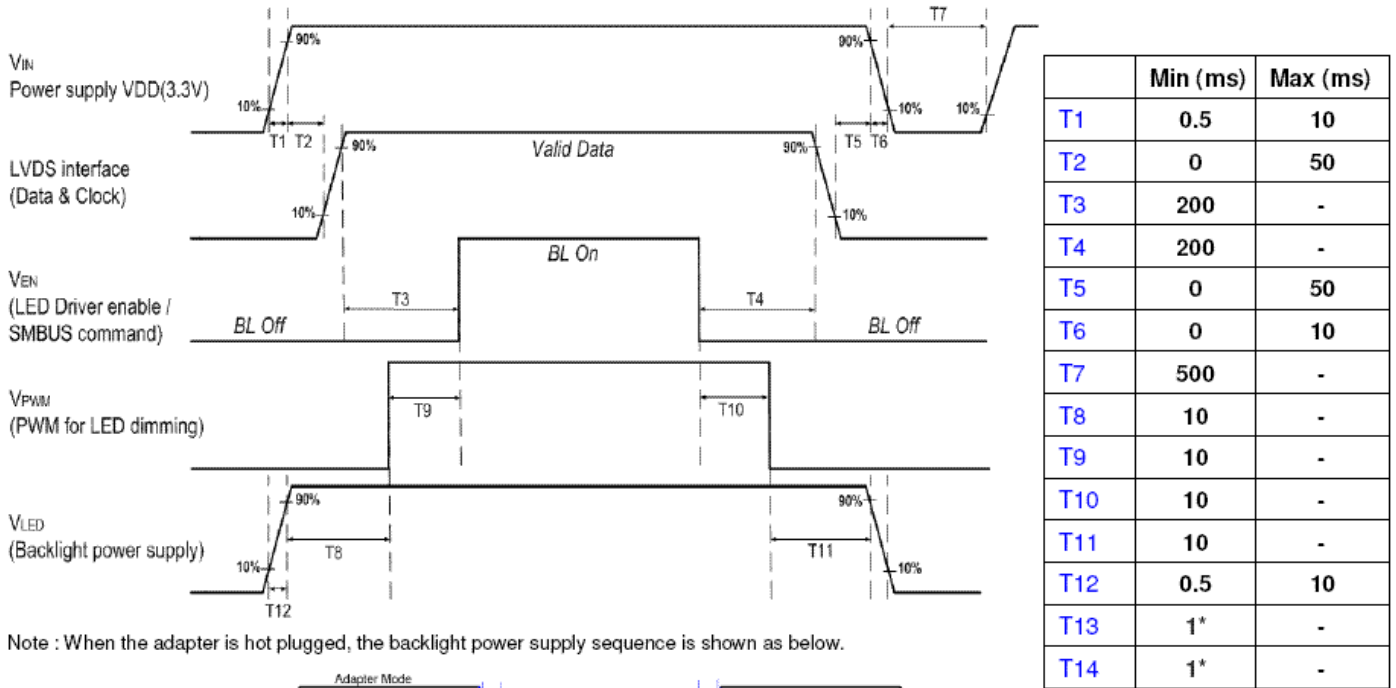 T7
90%
90%
VIN
Power supply VDD(3.3V)
10%
10%
10%
T1 T2
T5 T6
90%
Valid Data
90%
LVDS interface
(Data & Clock)
10%
10%
BL On
VEN
(LED Driver enable /
SMBUS command)
T3
T4
BL Off
BL Off
VPWM
(PWM for LED dimming)
T9
T10
90%
90%
VLED
(Backlight power supply)
T8
T11
10%
10%
T12
Note : When the adapter is hot plugged, the backlight power supply sequence is shown as below.
Adapter Mode
Min (ms) Max (ms)
T1 0.5 10
T2 0 50
T3 200 -
T4 200 -
T5 0 50
T6 0 10
T7 500 -
T8 10 -
T9 10 -
T10 10 -
T11 10 -
T12 0.5 10
T13 1* -
T14 1* -